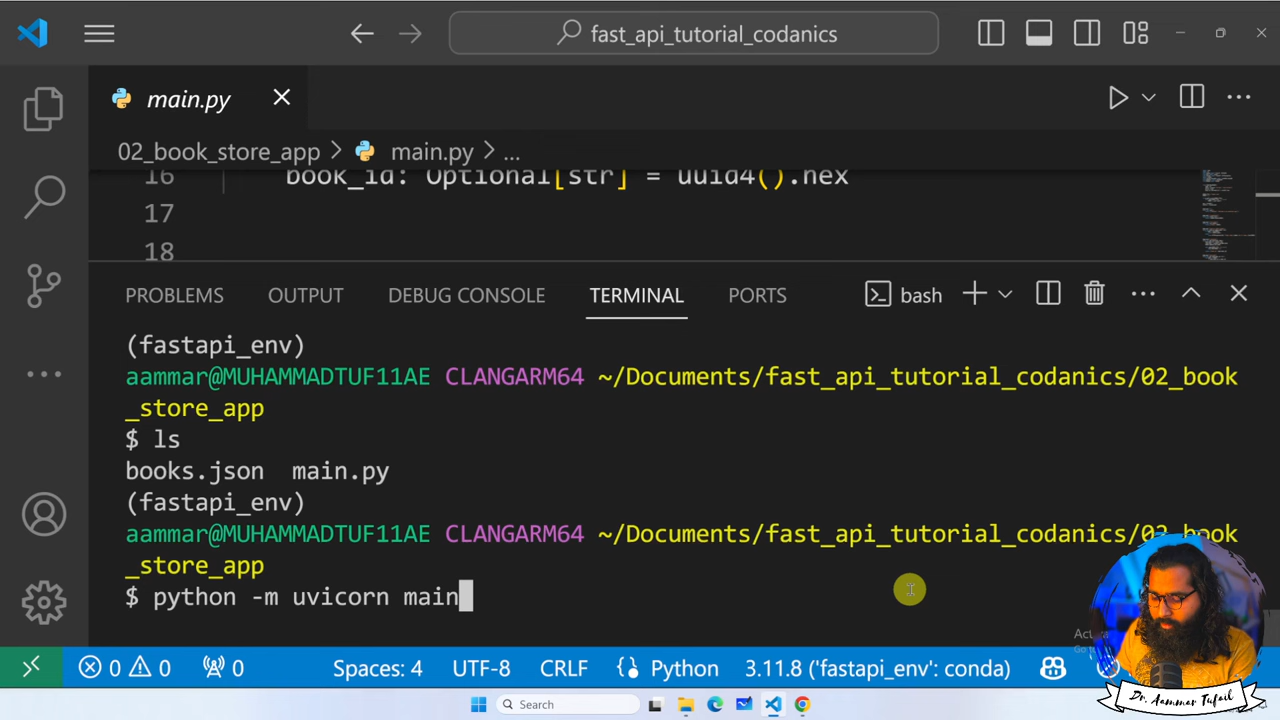 fast_api_tutorial_codanics
main.py
02_book_store_app > main.py > ...
16 book_id: Optional[str] = uuid4().hex
17
18
PROBLEMS OUTPUT DEBUG CONSOLE TERMINAL PORTS bash
(fastapi_env)
aammar@MUHAMMADTUF11AE CLANGARM64 ~/Documents/fast_api_tutorial_codanics/02_book
_store_app
$ ls
books.json main.py
(fastapi_env)
aammar@MUHAMMADTUF11AE CLANGARM64 ~/Documents/fast_api_tutorial_codanics/02_book
_store_app
$ python -m uvicorn main
0 0 0 Spaces: 4 UTF-8 CRLF Python 3.11.8 ('fastapi_env': conda)
Dr. Aammar Tufail
Search